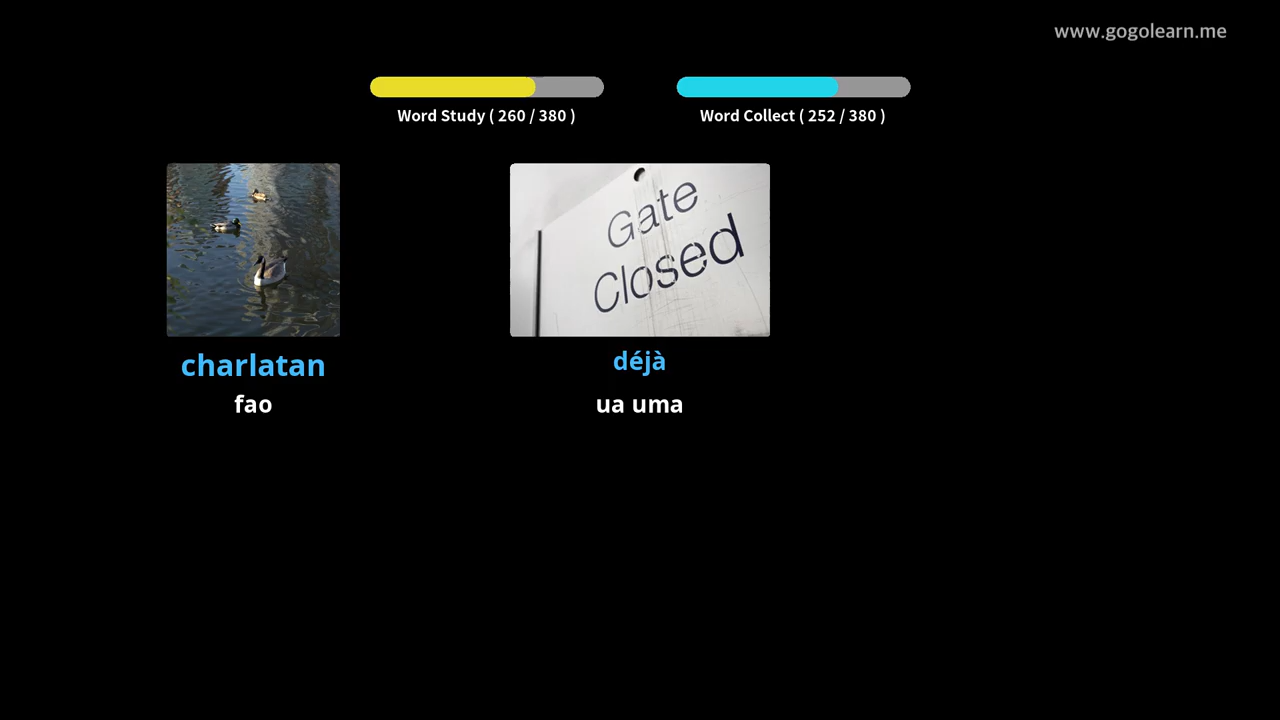 www.gogolearn.me
Word Study ( 260 / 380 )
Word Collect ( 252 / 380 )
Gate
Closed
charlatan
fao
déjà
ua uma